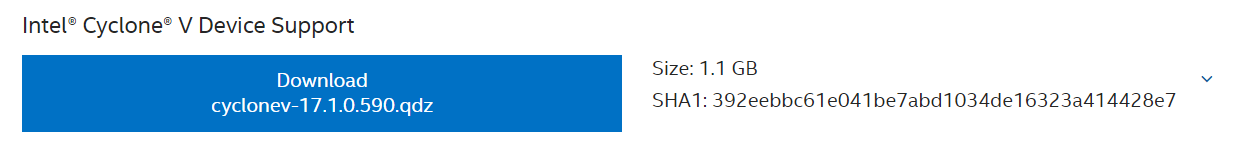 Intel® Cyclone® V Device Support
Download
cyclonev-17.1.0.590.qdz
Size: 1.1 GB
SHA1: 392eebbc61e041be7abd1034de16323a414428e7